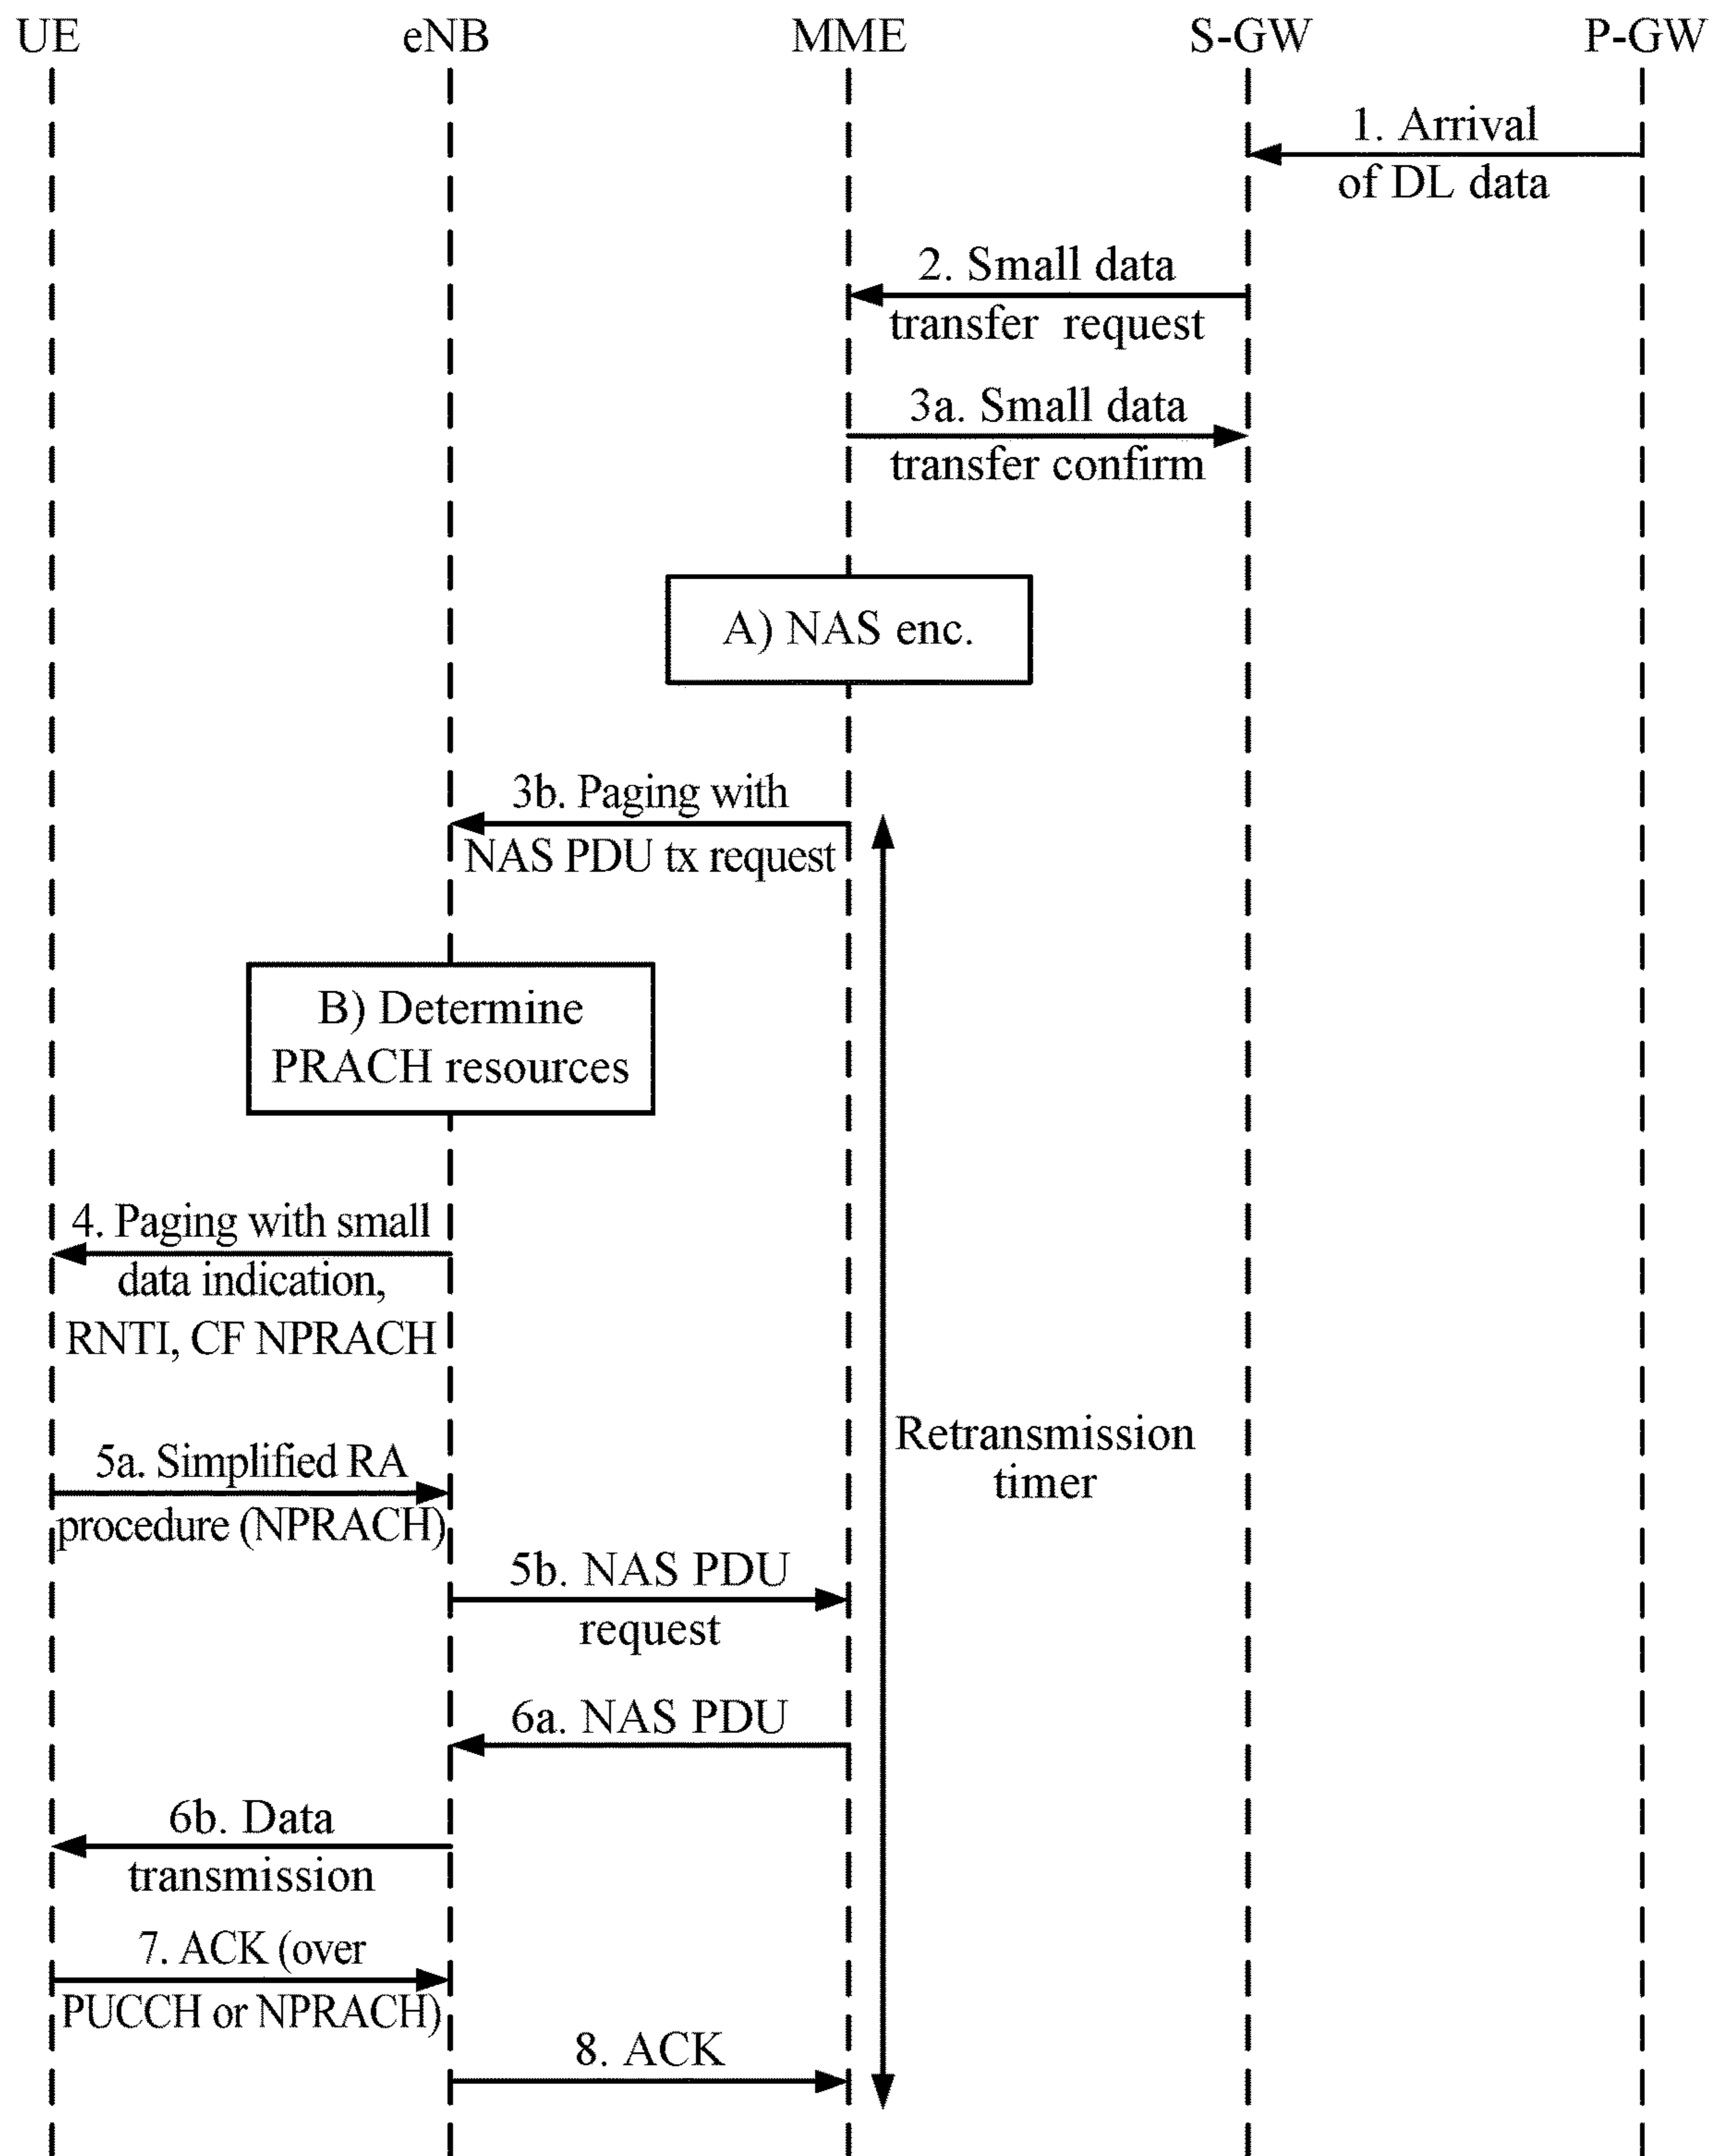 UE eNB MME S-GW P-GW
1. Arrival
of DL data
2. Small data
transfer request
3a. Small data
transfer confirm
A) NAS enc.
3b. Paging with
NAS PDU tx request
B) Determine
PRACH resources
4. Paging with small
data indication,
RNTI, CF NPRACH
Retransmission
timer
5a. Simplified RA
procedure (NPRACH)
5b. NAS PDU
request
6a. NAS PDU
6b. Data
transmission
7. ACK (over
PUCCH or NPRACH)
8. ACK